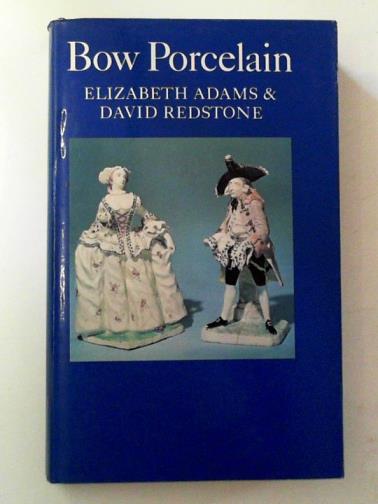 Bow Porcelain
ELIZABETH ADAMS &
DAVID REDSTONE